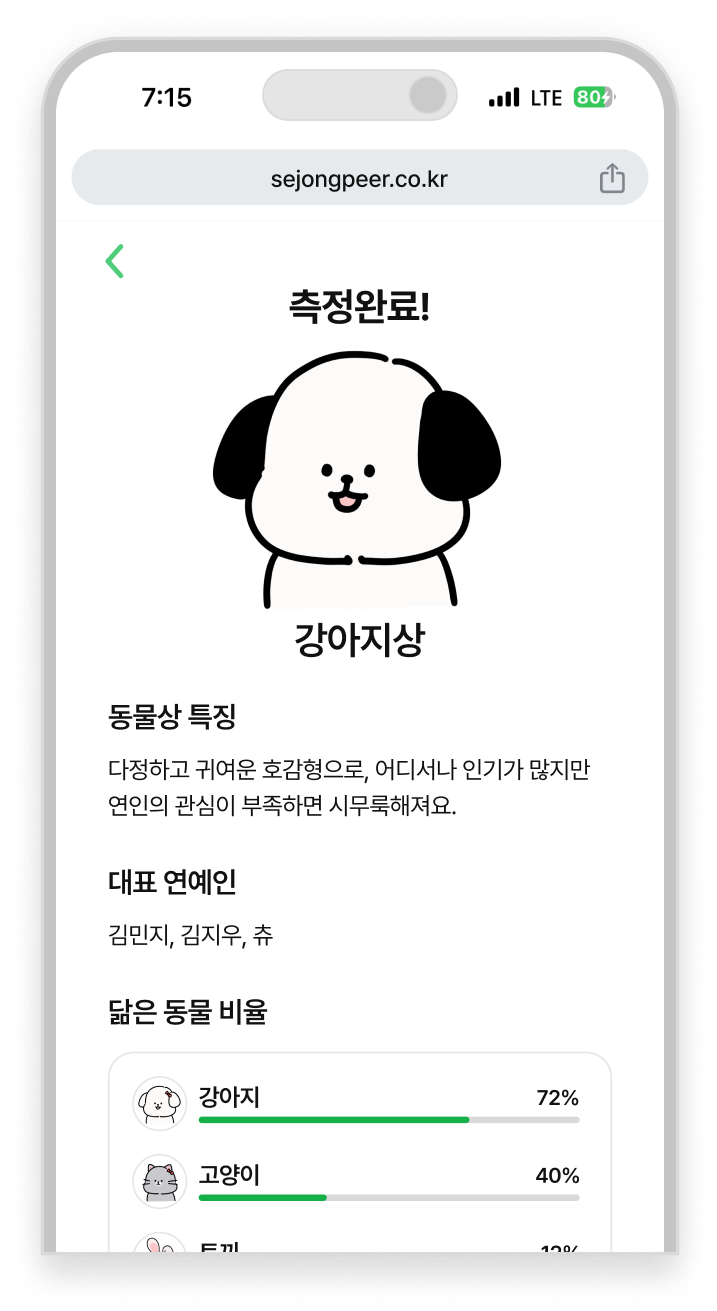 7:15
LTE 80
sejongpeer.co.kr
측정완료!
강아지상
동물상 특징
다정하고 귀여운 호감형으로, 어디서나 인기가 많지만
연인의 관심이 부족하면 시무룩해져요.
대표 연예인
김민지, 김지우, 츄
닮은 동물 비율
강아지 72%
고양이 40%